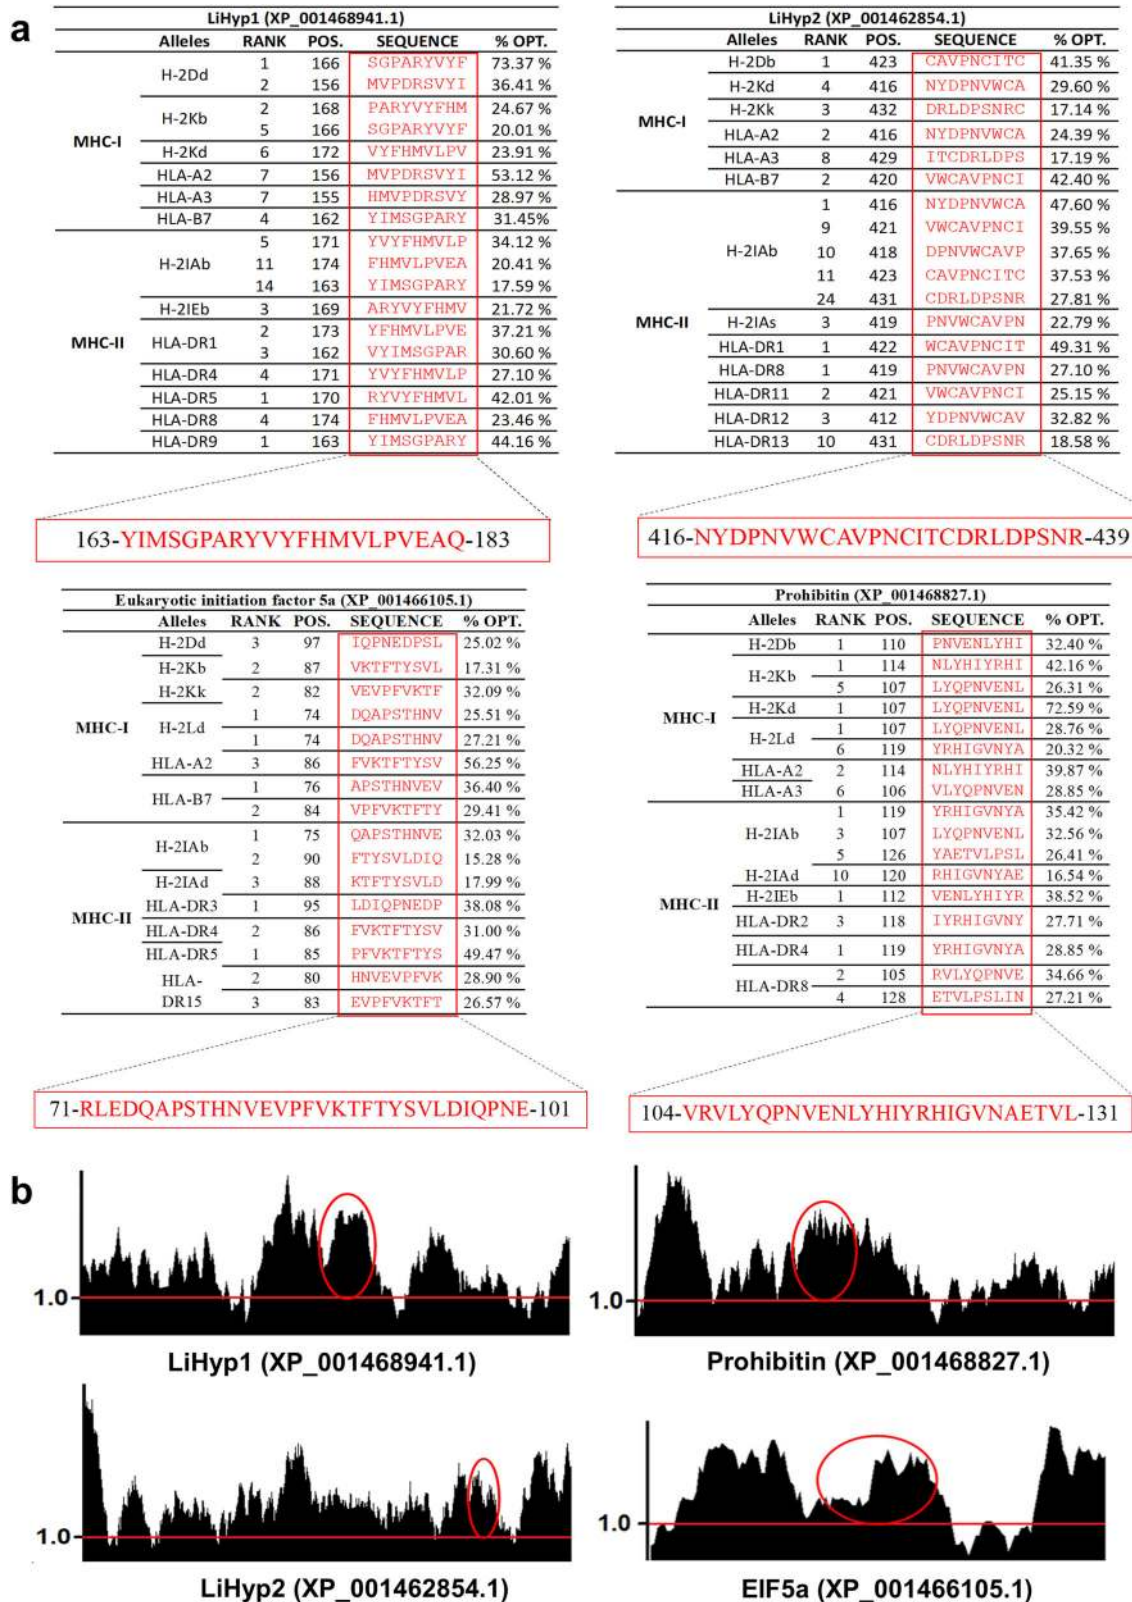 a
LiHyp1 (XP_001468941.1)
Alleles RANK POS. SEQUENCE % OPT.
MHC-I
H-2Dd 1 166 SGPARYVYF 73.37 %
2 156 MVPDRSVYI 36.41 %
H-2Kb 2 168 PARYVYFHM 24.67 %
5 166 SGPARYVYF 20.01 %
H-2Kd 6 172 VYFHMVLPV 23.91 %
HLA-A2 7 156 MVPDRSVYI 53.12 %
HLA-A3 7 155 HMVPDRSVY 28.97 %
HLA-B7 4 162 YIMSGPARY 31.45%
MHC-II
H-2IAb 5 171 YVYFHMVLP 34.12 %
11 174 FHMVLPVEA 20.41 %
14 163 YIMSGPARY 17.59 %
H-2IEb 3 169 ARYVYFHMV 21.72 %
HLA-DR1 2 173 YFHMVLPVE 37.21 %
3 162 VYIMSGPAR 30.60 %
HLA-DR4 4 171 YVYFHMVLP 27.10 %
HLA-DR5 1 170 RYVYFHMVL 42.01 %
HLA-DR8 4 174 FHMVLPVEA 23.46 %
HLA-DR9 1 163 YIMSGPARY 44.16 %
163-YIMSGPARYVYFHMVLPVEAQ-183
LiHyp2 (XP_001462854.1)
Alleles RANK POS. SEQUENCE % OPT.
MHC-I
H-2Db 1 423 CAVPNCITC 41.35 %
H-2Kd 4 416 NYDPNVWCA 29.60 %
H-2Kk 3 432 DRLDPSNRC 17.14 %
HLA-A2 2 416 NYDPNVWCA 24.39 %
HLA-A3 8 429 ITCDRLDPS 17.19 %
HLA-B7 2 420 VWCAVPNCI 42.40 %
MHC-II
H-2IAb 1 416 NYDPNVWCA 47.60 %
9 421 VWCAVPNCI 39.55 %
10 418 DPNVWCAVP 37.65 %
11 423 CAVPNCITC 37.53 %
24 431 CDRLDPSNR 27.81 %
H-2IAs 3 419 PNVWCAVPN 22.79 %
HLA-DR1 1 422 WCAVPNCIT 49.31 %
HLA-DR8 1 419 PNVWCAVPN 27.10 %
HLA-DR11 2 421 VWCAVPNCI 25.15 %
HLA-DR12 3 412 YDPNVWCAV 32.82 %
HLA-DR13 10 431 CDRLDPSNR 18.58 %
416-NYDPNVWCAVPNCITCDRLDPSNR-439
Eukaryotic initiation factor 5a (XP_001466105.1)
Alleles RANK POS. SEQUENCE % OPT.
MHC-I
H-2Dd 3 97 IQPNEDPSL 25.02 %
H-2Kb 2 87 VKTFTYSVL 17.31 %
H-2Kk 2 82 VEVPFVKTF 32.09 %
H-2Ld 1 74 DQAPSTHNV 25.51 %
1 74 DQAPSTHNV 27.21 %
HLA-A2 3 86 FVKTFTYSV 56.25 %
HLA-B7 1 76 APSTHNVEV 36.40 %
2 84 VPFVKTFTY 29.41 %
MHC-II
H-2IAb 1 75 QAPSTHNVE 32.03 %
2 90 FTYSVLDIQ 15.28 %
H-2IAd 3 88 KTFTYSVLD 17.99 %
HLA-DR3 1 95 LDIQPNEDP 38.08 %
HLA-DR4 2 86 FVKTFTYSV 31.00 %
HLA-DR5 1 85 PFVKTFTYS 49.47 %
HLA- 2 80 HNVEVPFVK 28.90 %
DR15 3 83 EVPFVKTFT 26.57 %
71-RLEDQAPSTHNVEVPFVKTFTYSVLDIQPNE-101
Prohibitin (XP_001468827.1)
Alleles RANK POS. SEQUENCE % OPT.
MHC-I
H-2Db 1 110 PNVENLYHI 32.40 %
H-2Kb 1 114 NLYHIYRHI 42.16 %
5 107 LYQPNVENL 26.31 %
H-2Kd 1 107 LYQPNVENL 72.59 %
H-2Ld 1 107 LYQPNVENL 28.76 %
6 119 YRHIGVNYA 20.32 %
HLA-A2 2 114 NLYHIYRHI 39.87 %
HLA-A3 6 106 VLYQPNVEN 28.85 %
MHC-II
H-2IAb 1 119 YRHIGVNYA 35.42 %
3 107 LYQPNVENL 32.56 %
5 126 YAETVLPSL 26.41 %
H-2IAd 10 120 RHIGVNYAE 16.54 %
H-2IEb 1 112 VENLYHIYR 38.52 %
HLA-DR2 3 118 IYRHIGVNY 27.71 %
HLA-DR4 1 119 YRHIGVNYA 28.85 %
HLA-DR8 2 105 RVLYQPNVE 34.66 %
4 128 ETVLPSLIN 27.21 %
104-VRVLYQPNVENLYHIYRHIGVNAETVL-131
b
1.0
LiHyp1 (XP_001468941.1)
1.0
Prohibitin (XP_001468827.1)
1.0
LiHyp2 (XP_001462854.1)
1.0
EIF5a (XP_001466105.1)